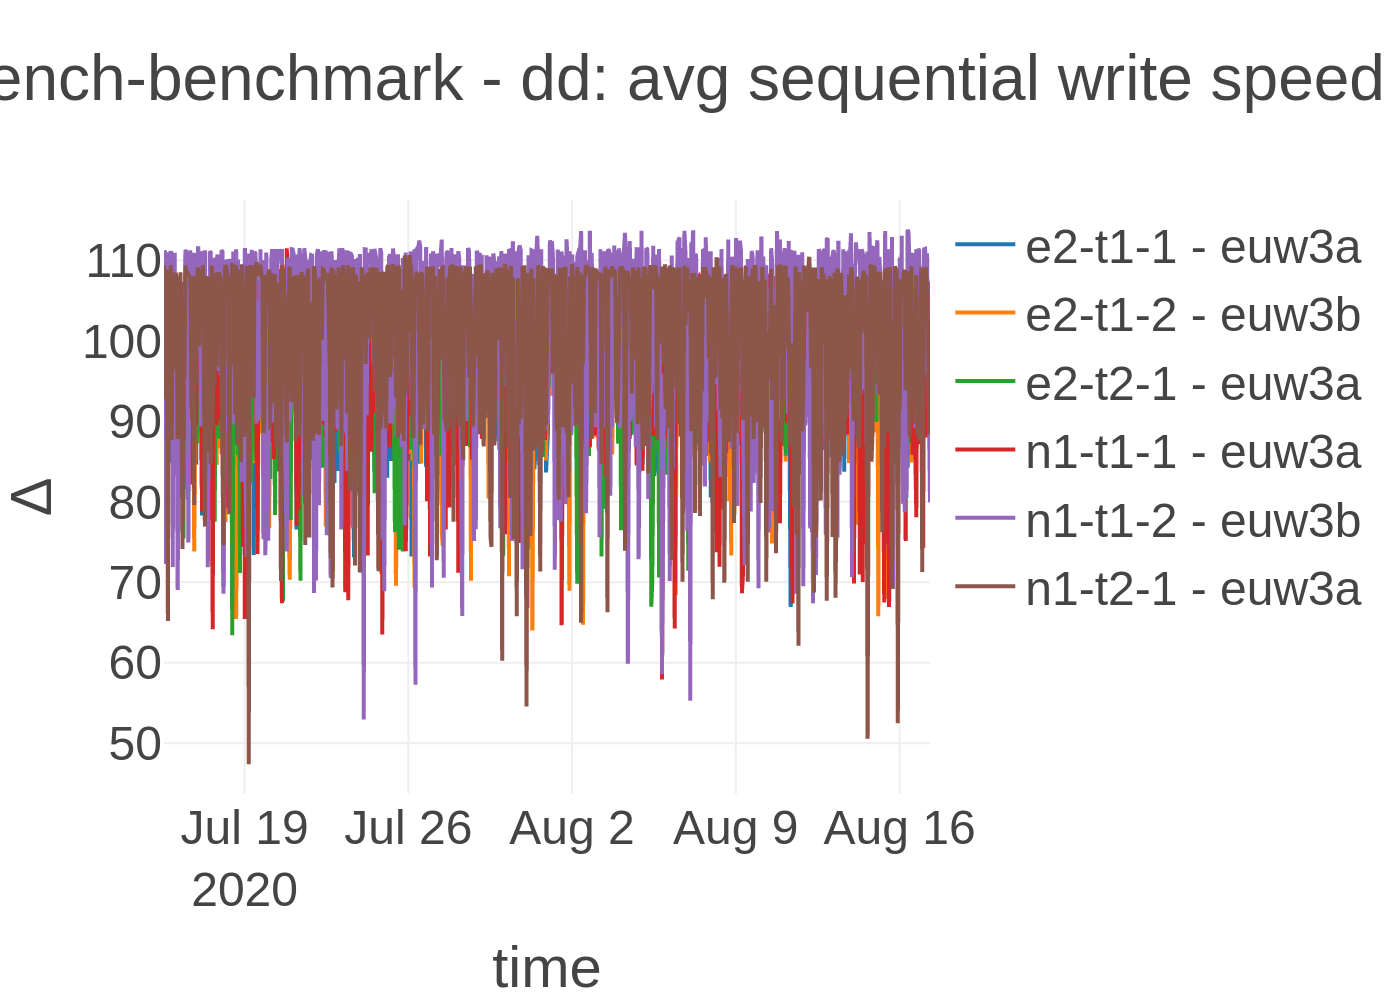 ench-benchmark - dd: avg sequential write speed
110
100
90
80
70
60
50
Δ
Jul 19
2020
Jul 26
Aug 2
Aug 9
Aug 16
time
e2-t1-1 - euw3a
e2-t1-2 - euw3b
e2-t2-1 - euw3a
n1-t1-1 - euw3a
n1-t1-2 - euw3b
n1-t2-1 - euw3a